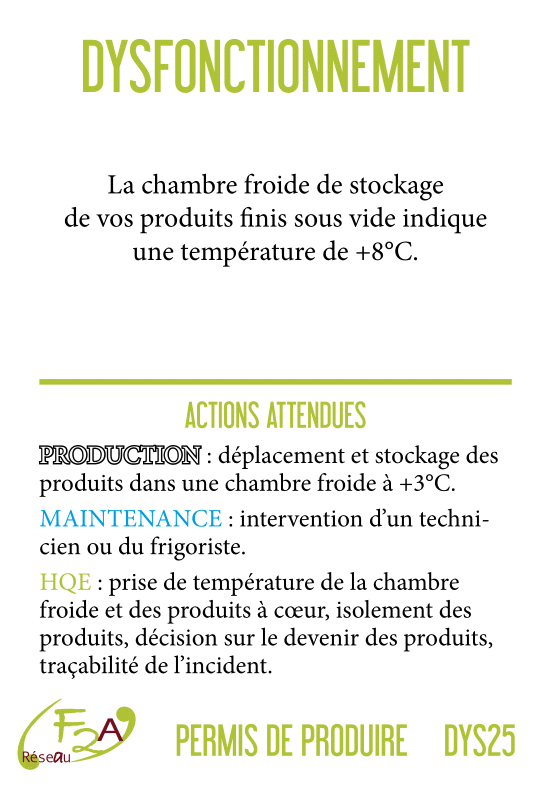 DYSFONCTIONNEMENT
La chambre froide de stockage
de vos produits finis sous vide indique
une température de +8°C.
ACTIONS ATTENDUES
PRODUCTION : déplacement et stockage des
produits dans une chambre froide à +3°C.
MAINTENANCE : intervention d’un techni-
cien ou du frigoriste.
HQE : prise de température de la chambre
froide et des produits à cœur, isolement des
produits, décision sur le devenir des produits,
traçabilité de l’incident.
F2A
Réseau
PERMIS DE PRODUIRE DYS25